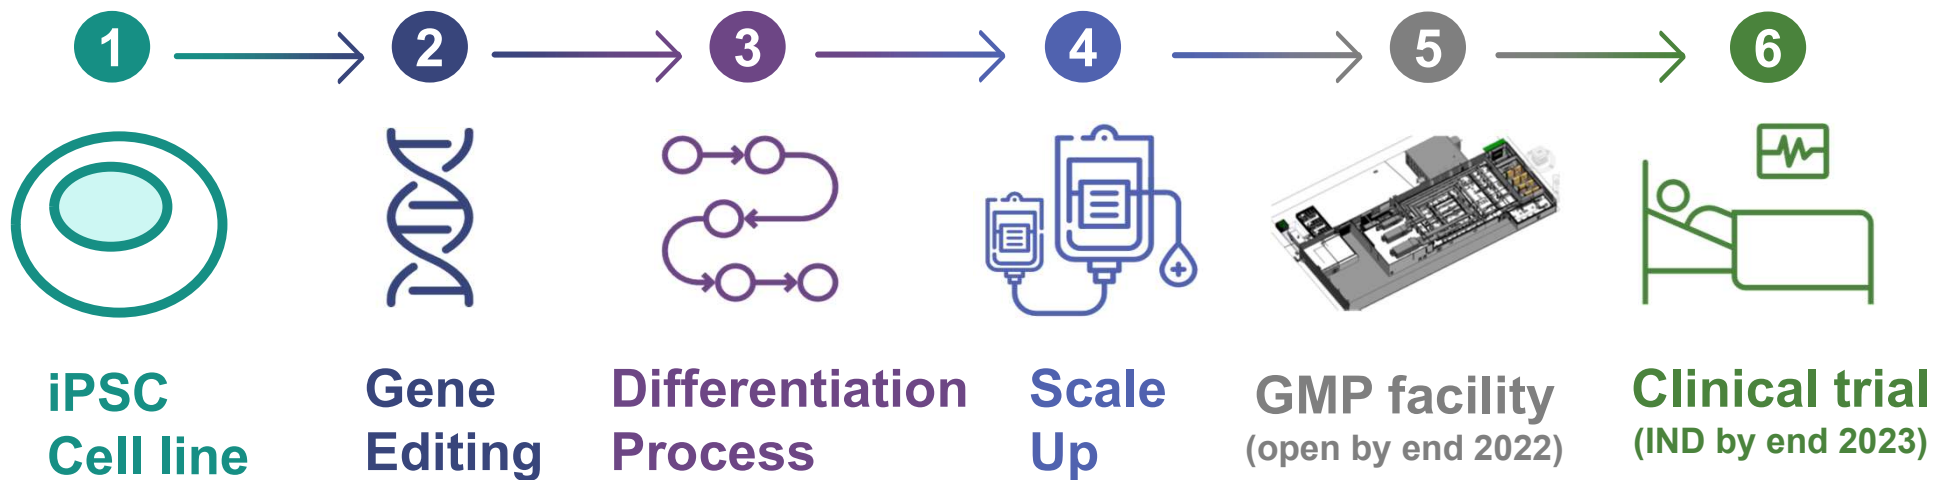 1
2
3
4
5
6
iPSC
Cell line
Gene
Editing
Differentiation
Process
Scale
Up
GMP facility
(open by end 2022)
Clinical trial
(IND by end 2023)